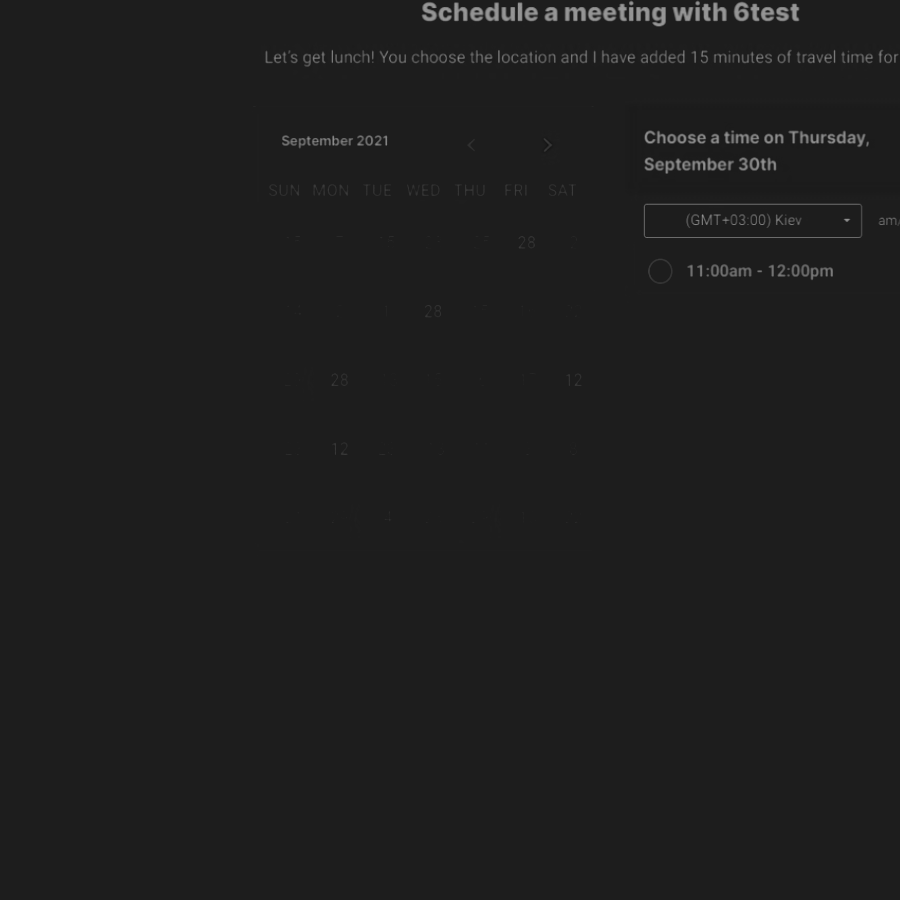 Schedule a meeting with 6test
Let's get lunch! You choose the location and I have added 15 minutes of travel time for
September 2021
SUN MON TUE WED THU FRI SAT
28
28
28 12
12
Choose a time on Thursday,
September 30th
(GMT+03:00) Kiev am/
11:00am - 12:00pm